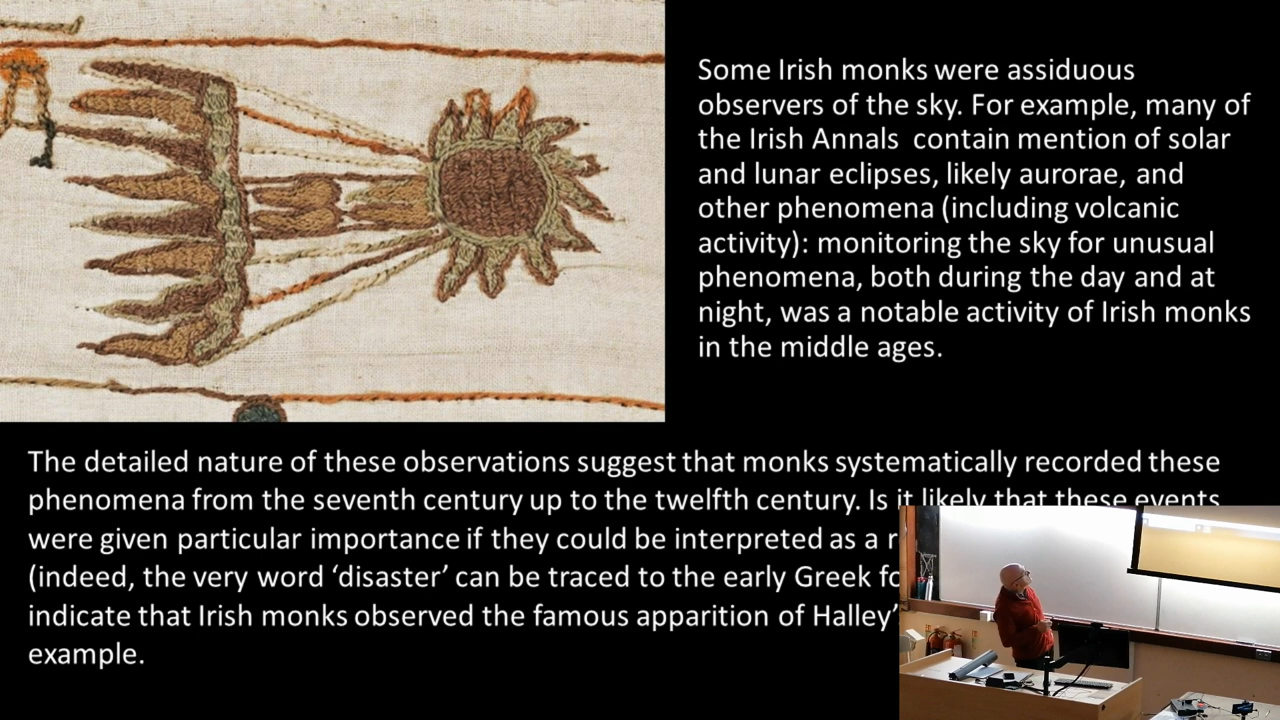 Some Irish monks were assiduous
observers of the sky. For example, many of
the Irish Annals contain mention of solar
and lunar eclipses, likely aurorae, and
other phenomena (including volcanic
activity): monitoring the sky for unusual
phenomena, both during the day and at
night, was a notable activity of Irish monks
in the middle ages.
The detailed nature of these observations suggest that monks systematically recorded these
phenomena from the seventh century up to the twelfth century. Is it likely that these events
were given particular importance if they could be interpreted as a
(indeed, the very word ‘disaster’ can be traced to the early Greek
indicate that Irish monks observed the famous apparition of Halley’
example.